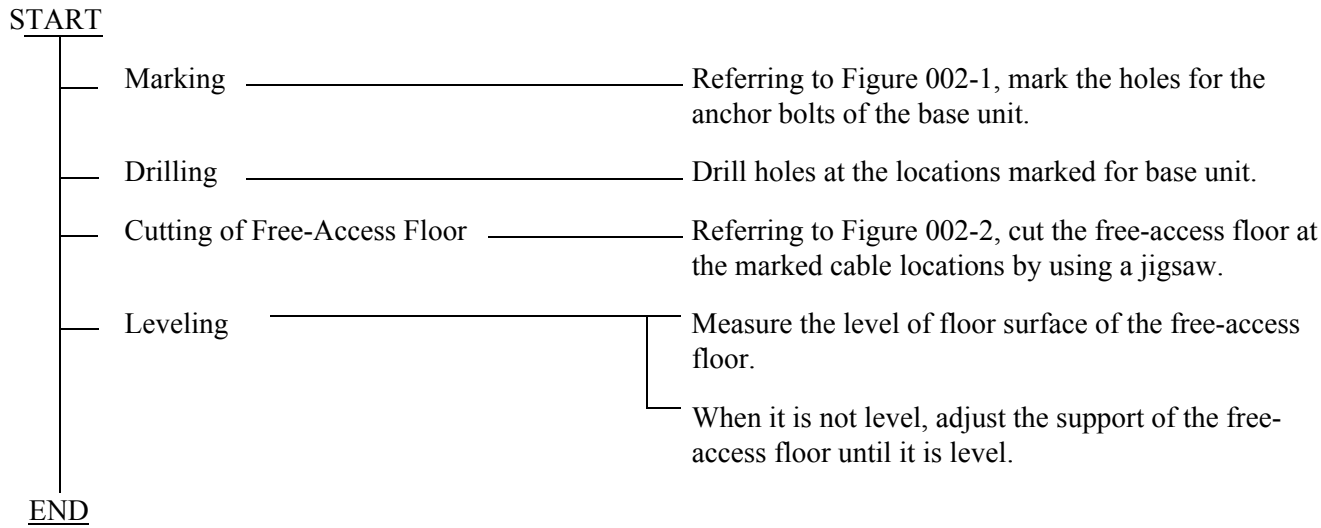 START
Marking
Referring to Figure 002-1, mark the holes for the
anchor bolts of the base unit.
Drilling
Drill holes at the locations marked for base unit.
Cutting of Free-Access Floor
Referring to Figure 002-2, cut the free-access floor at
the marked cable locations by using a jigsaw.
Leveling
Measure the level of floor surface of the free-access
floor.
When it is not level, adjust the support of the free-
access floor until it is level.
END